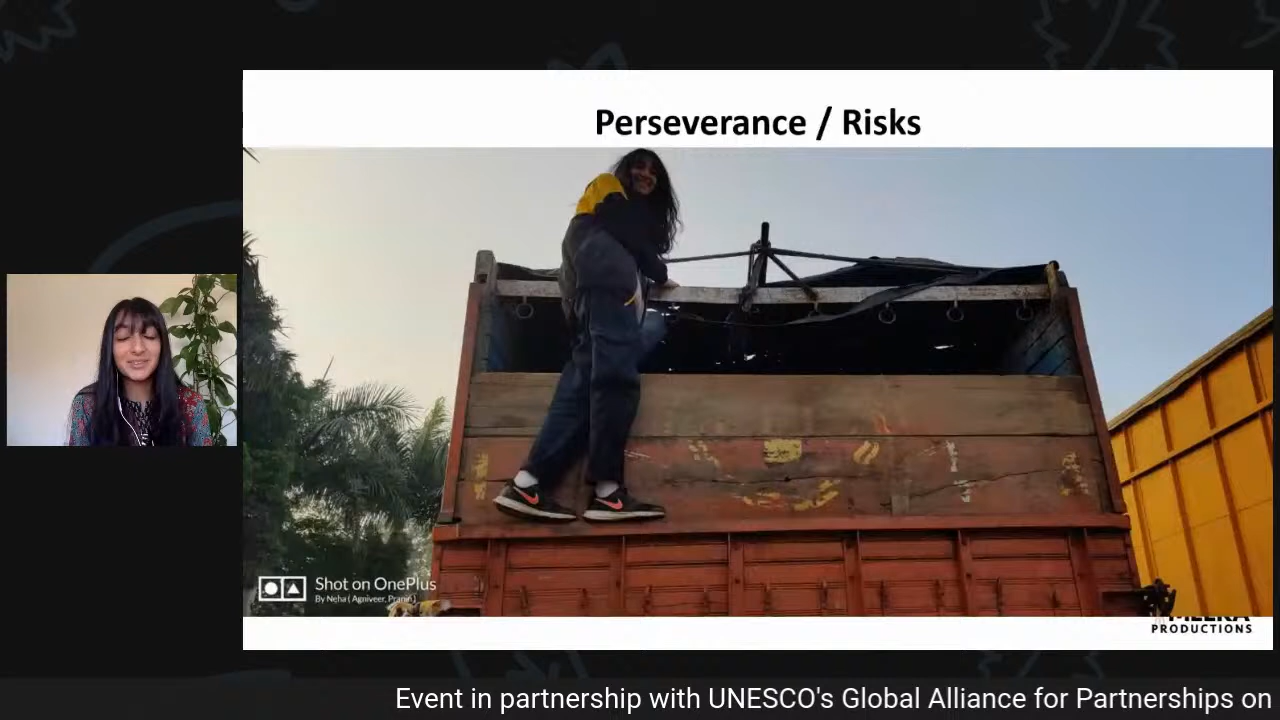 Perseverance / Risks
Shot on OnePlus
By Neha ( Agniveer, Pranin )
PRODUCTIONS
Event in partnership with UNESCO's Global Alliance for Partnerships on